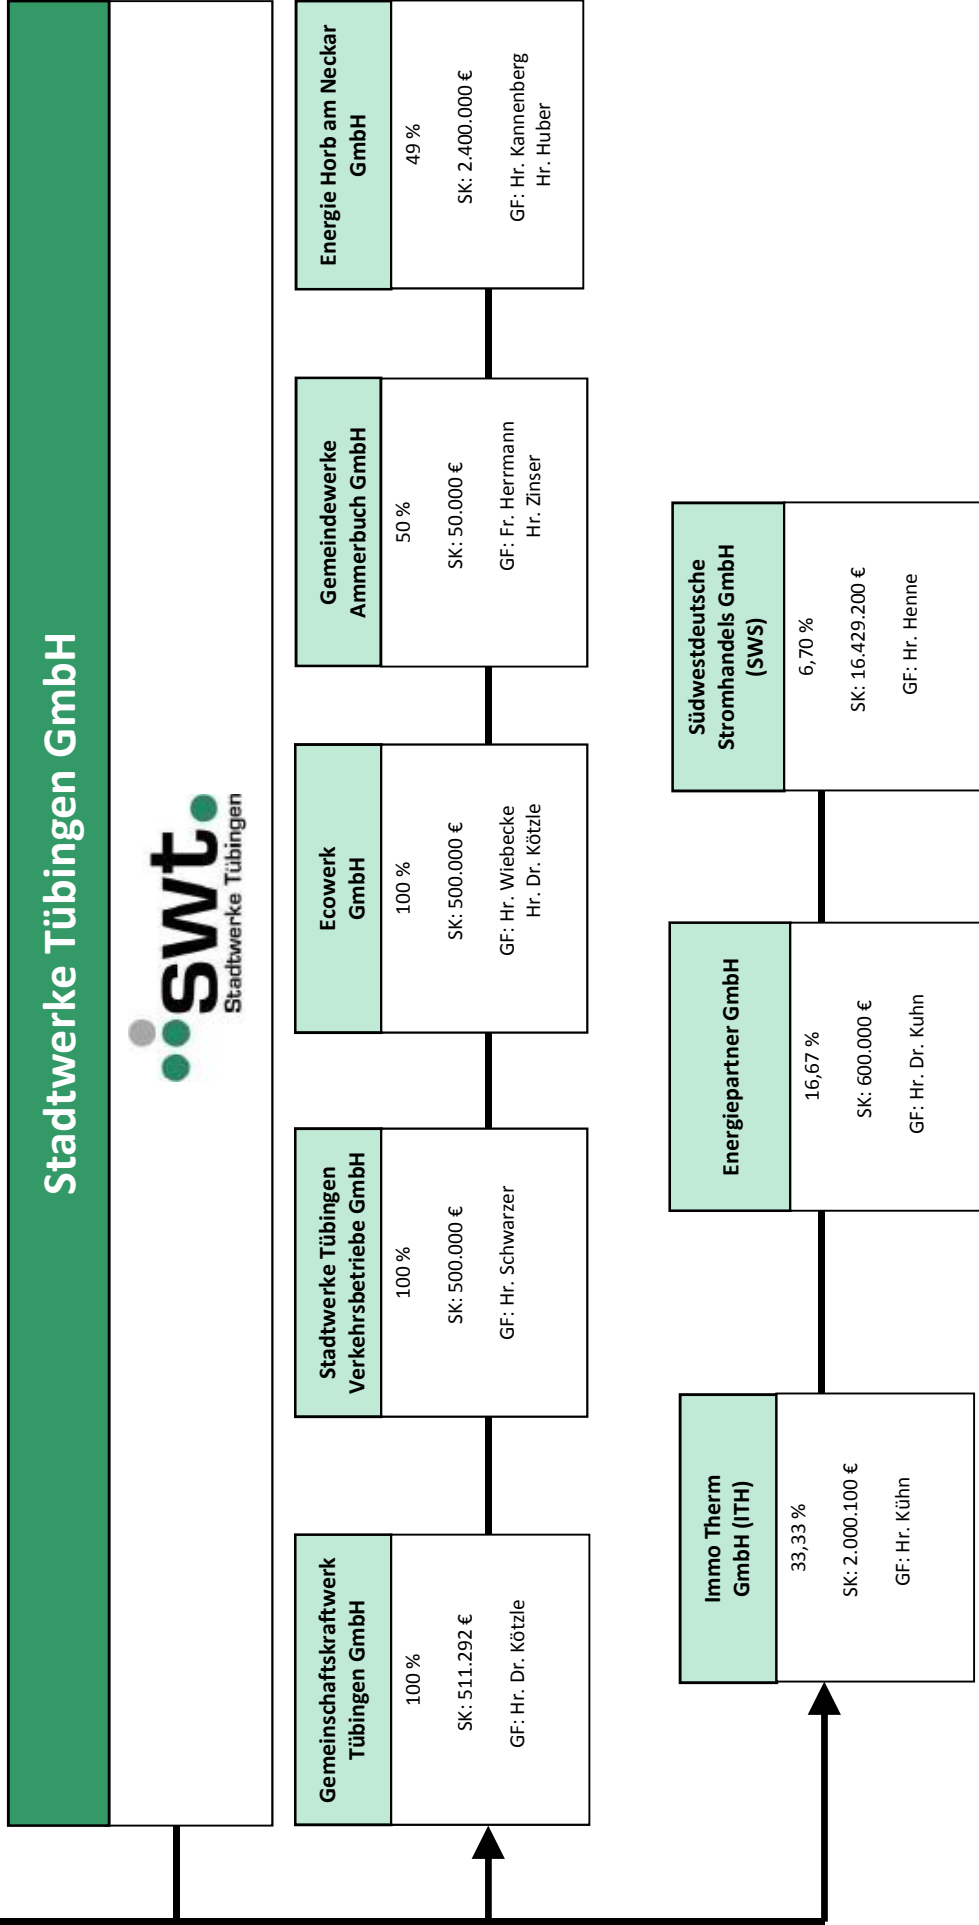 Stadtwerke Tübingen GmbH
swt.
Stadtwerke Tübingen
Gemeinschaftskraftwerk
Tübingen GmbH
100 %
SK: 511.292 €
GF: Hr. Dr. Kötzle
Stadtwerke Tübingen
Verkehrsbetriebe GmbH
100 %
SK: 500.000 €
GF: Hr. Schwarzer
Ecowerk
GmbH
100 %
SK: 500.000 €
GF: Hr. Wiebecke
Hr. Dr. Kötzle
Gemeindewerke
Ammerbuch GmbH
50 %
SK: 50.000 €
GF: Fr. Herrmann
Hr. Zinser
Energie Horb am Neckar
GmbH
49 %
SK: 2.400.000 €
GF: Hr. Kannenberg
Hr. Huber
Immo Therm
GmbH (ITH)
33,33 %
SK: 2.000.100 €
GF: Hr. Kühn
Energiepartner GmbH
16,67 %
SK: 600.000 €
GF: Hr. Dr. Kuhn
Südwestdeutsche
Stromhandels GmbH
(SWS)
6,70 %
SK: 16.429.200 €
GF: Hr. Henne